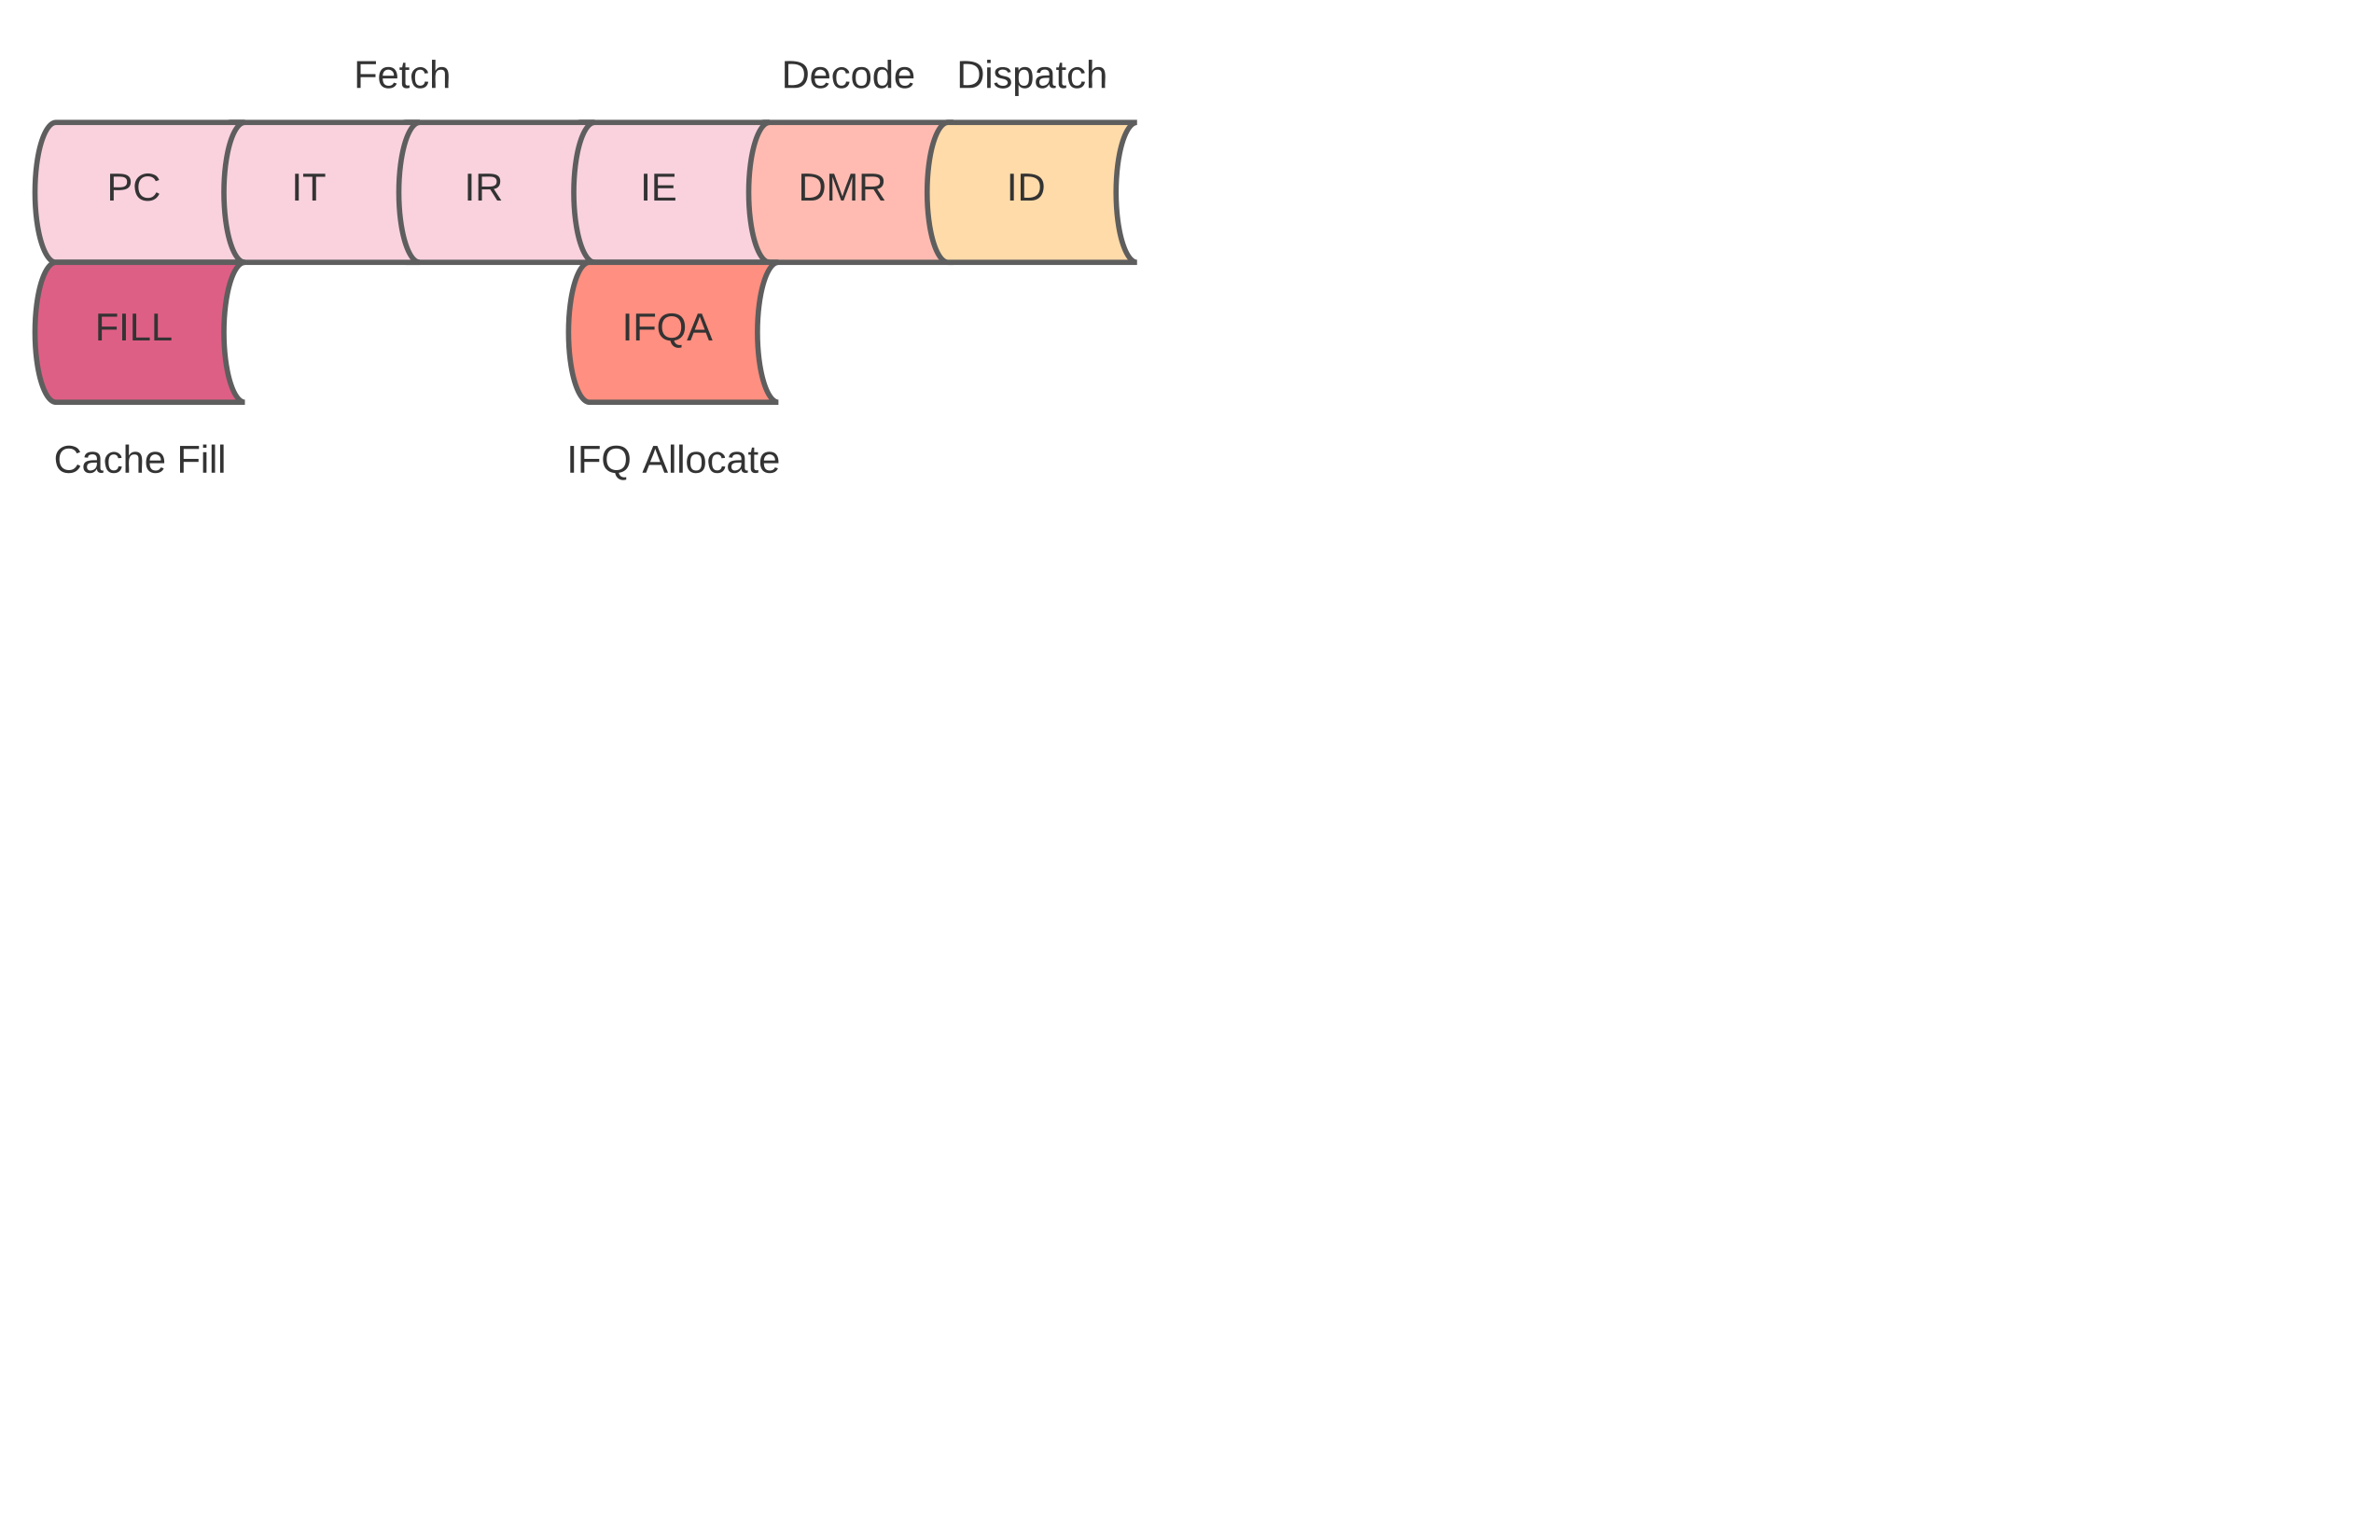 Fetch Decode Dispatch
PC IT IR IE DMR ID
FILL IFQA
Cache Fill IFQ Allocate